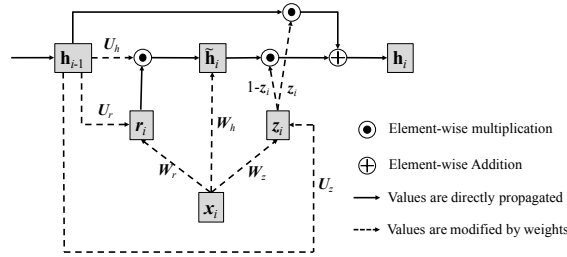 h_{i-1}
U_h
h̃_i
h_i
1-z_i
z_i
U_r
r_i
W_h
z_i
Element-wise multiplication
W_r
W_z
U_z
Element-wise Addition
x_i
Values are directly propagated
Values are modified by weights